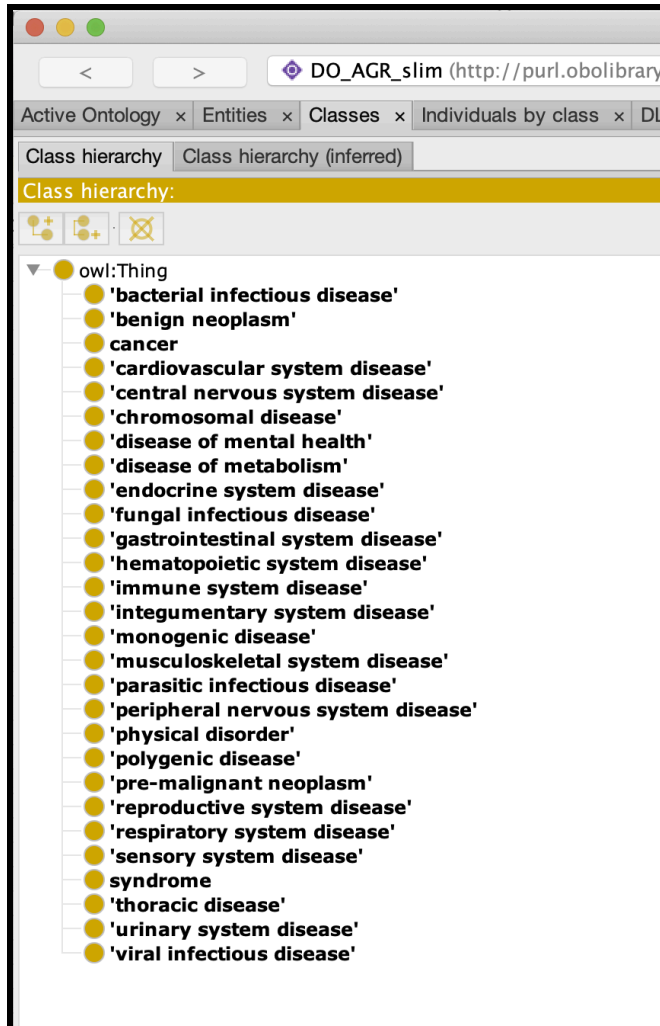 < > DO_AGR_slim (http://purl.obolibrary
Active Ontology × Entities × Classes × Individuals by class × DL
Class hierarchy Class hierarchy (inferred)
Class hierarchy:
owl:Thing
'bacterial infectious disease'
'benign neoplasm'
cancer
'cardiovascular system disease'
'central nervous system disease'
'chromosomal disease'
'disease of mental health'
'disease of metabolism'
'endocrine system disease'
'fungal infectious disease'
'gastrointestinal system disease'
'hematopoietic system disease'
'immune system disease'
'integumentary system disease'
'monogenic disease'
'musculoskeletal system disease'
'parasitic infectious disease'
'peripheral nervous system disease'
'physical disorder'
'polygenic disease'
'pre-malignant neoplasm'
'reproductive system disease'
'respiratory system disease'
'sensory system disease'
syndrome
'thoracic disease'
'urinary system disease'
'viral infectious disease'